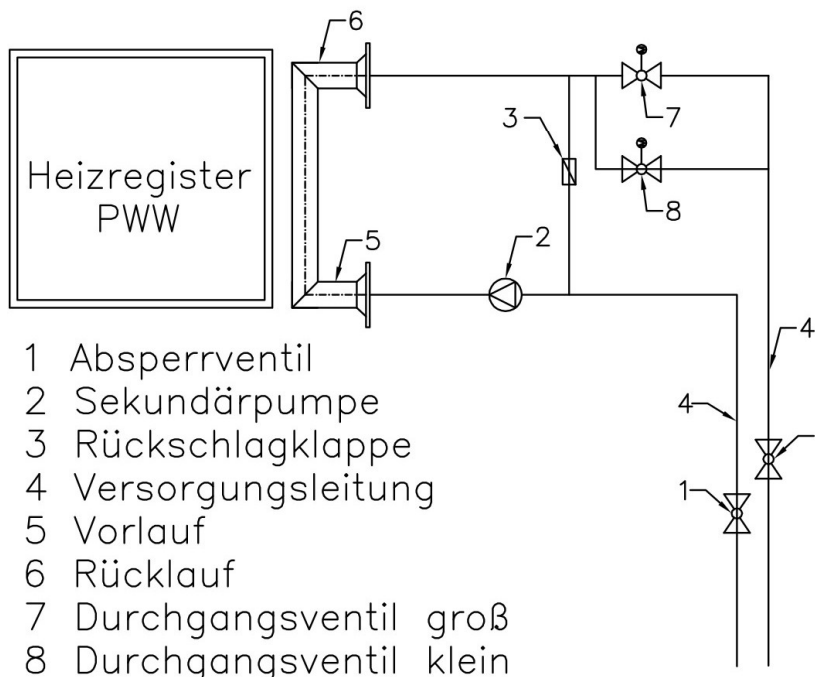 6
7
Heizregister
PWW
3
8
5
2
4
4
1
1 Absperrventil
2 Sekundärpumpe
3 Rückschlagklappe
4 Versorgungsleitung
5 Vorlauf
6 Rücklauf
7 Durchgangsventil groß
8 Durchgangsventil klein